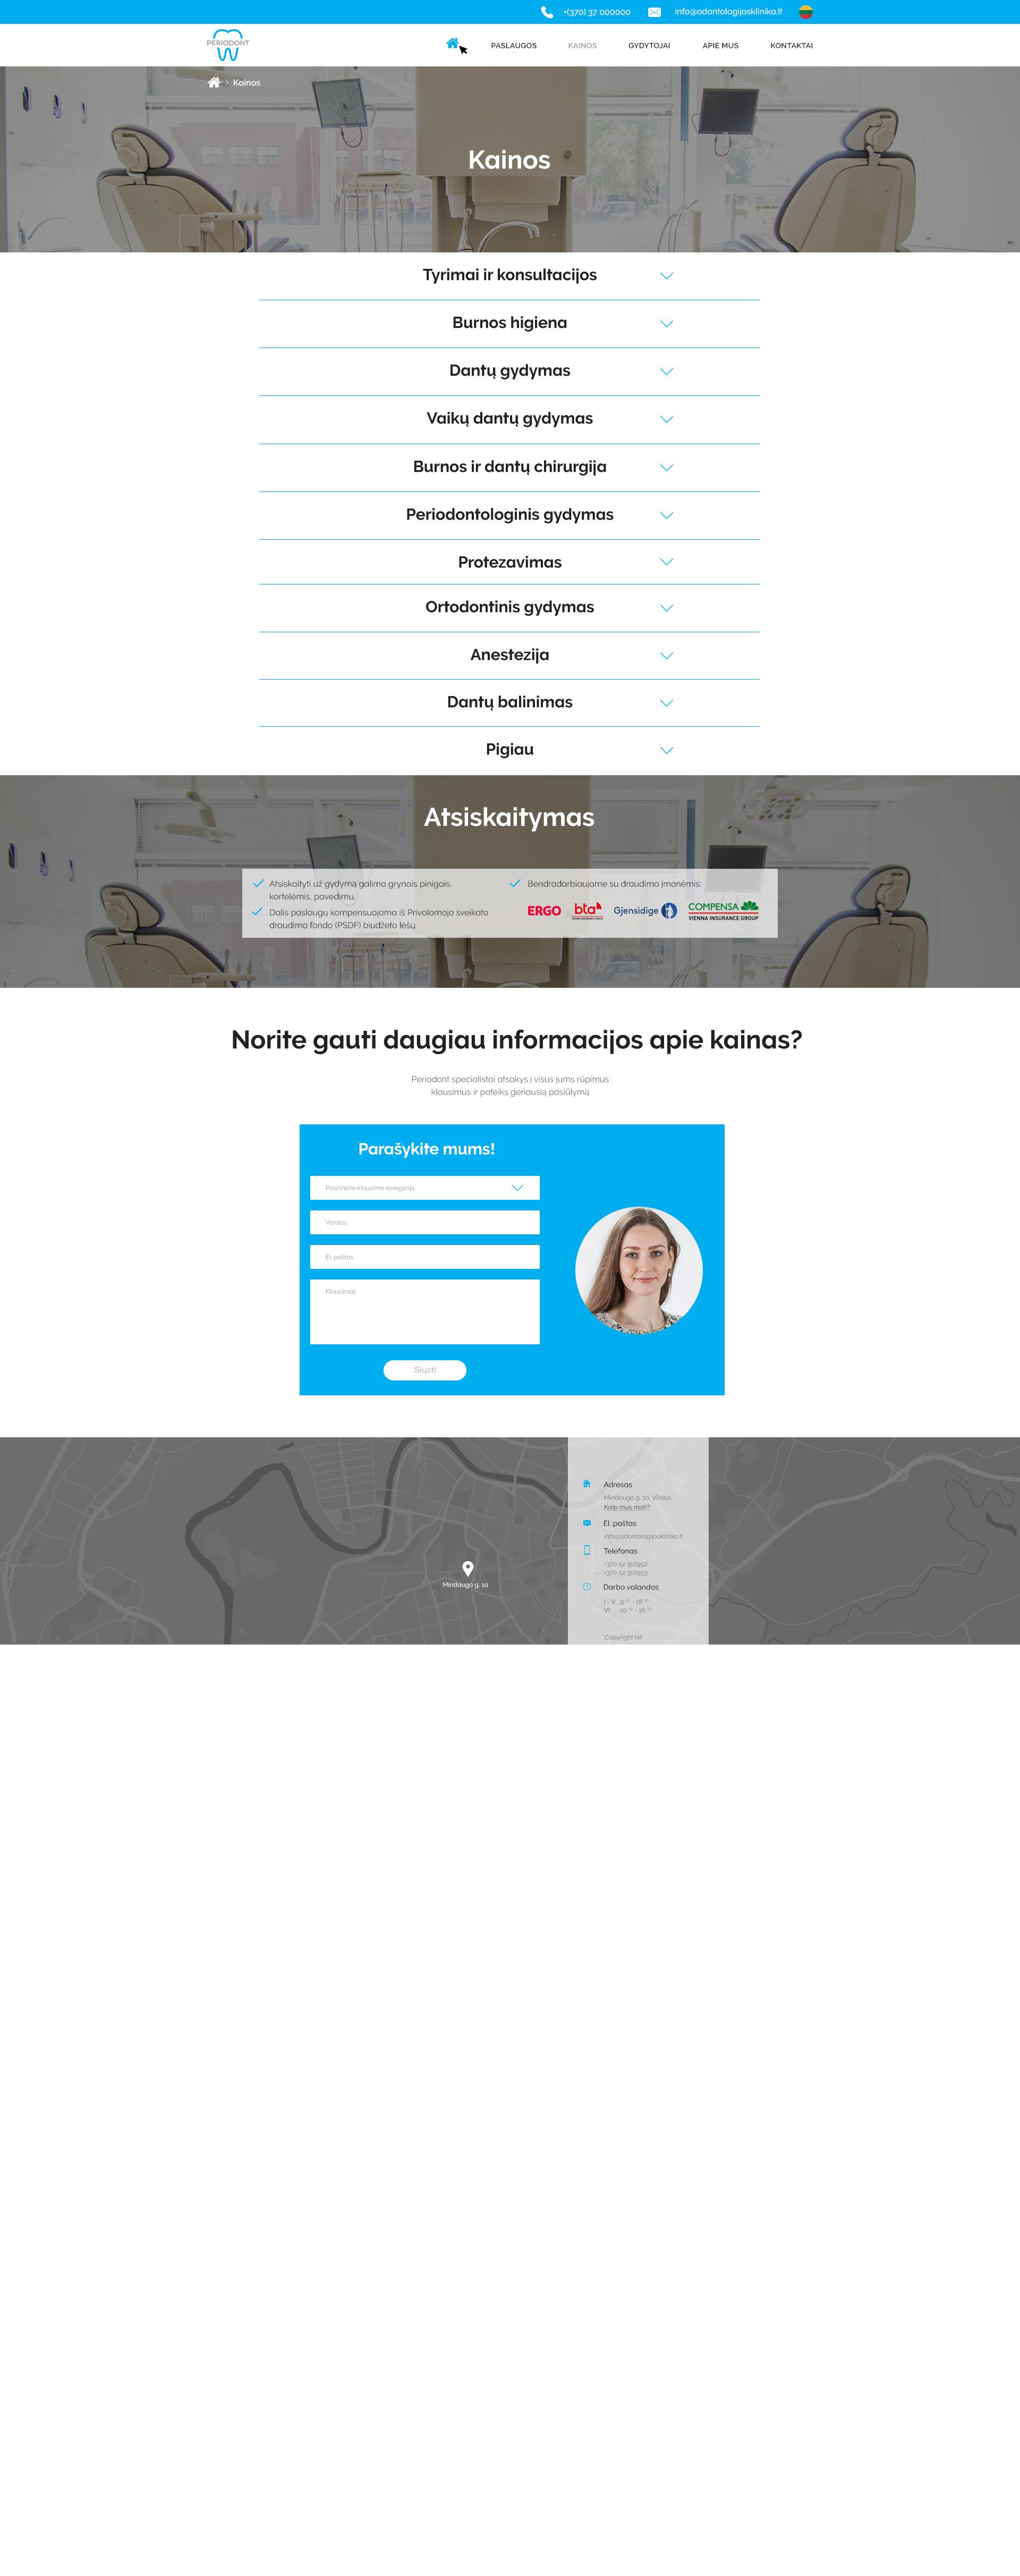 +(370) 37 000000
info@odontologijosklinika.lt
PERIODONT
PASLAUGOS
KAINOS
GYDYTOJAI
APIE MUS
KONTAKTAI
Kainos
Kainos
Tyrimai ir konsultacijos
Burnos higiena
Dantų gydymas
Vaikų dantų gydymas
Burnos ir dantų chirurgija
Periodontologinis gydymas
Protezavimas
Ortodontinis gydymas
Anestezija
Dantų balinimas
Pigiau
Atsiskaitymas
Atsiskaityti už gydymą galima grynais pinigais,
kortelėmis, pavedimu.
Dalis paslaugų kompensuojama iš Privalomojo sveikato
draudimo fondo (PSDF) biudžeto lėšų
Bendradarbiaujame su draudimo įmonėmis:
ERGO
bta
VIENNA INSURANCE GROUP
Gjensidige
COMPENSA
VIENNA INSURANCE GROUP
Norite gauti daugiau informacijos apie kainas?
Periodont specialistai atsakys į visus jums rūpimus
klausimus ir pateiks geriausią pasiūlymą
Parašykite mums!
Pasirinkite klausimo kategoriją
Vardas
El. paštas
Klausimas
Siųsti
Mindaugo g. 1a
Adresas
Mindaugo g. 1a, Vilnius
Kaip mus rasti?
El. paštas
info@odontologijosklinika.lt
Telefonas
+370 52 312952;
+370 52 312953;
Darbo valandos
I - V 9 00 - 18 00
VI 10 00 - 16 00
Copyright txt